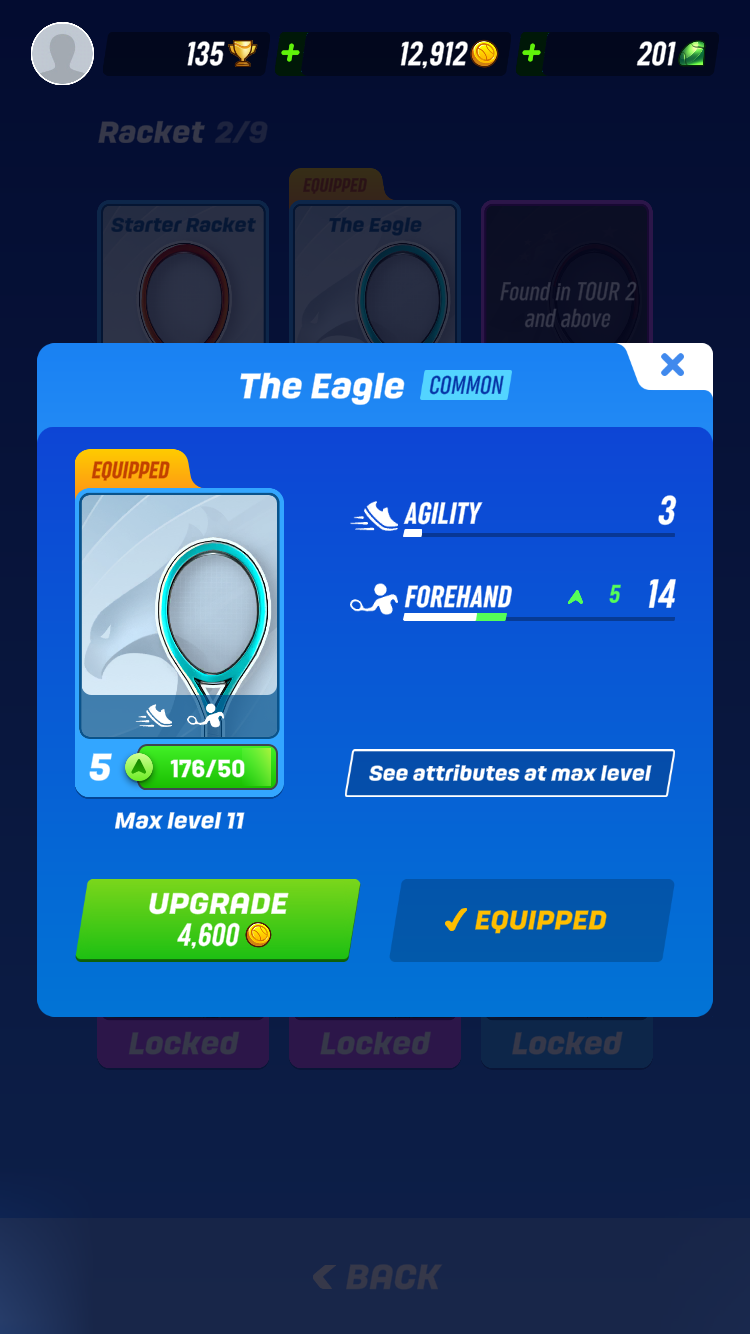 135
12,912
201
Racket 2/9
EQUIPPED
Starter Racket
The Eagle
Found in TOUR 2
and above
The Eagle COMMON
EQUIPPED
AGILITY 3
FOREHAND 5 14
5 176/50
See attributes at max level
Max level 11
UPGRADE
4,600
EQUIPPED
Locked
Locked
Locked
BACK